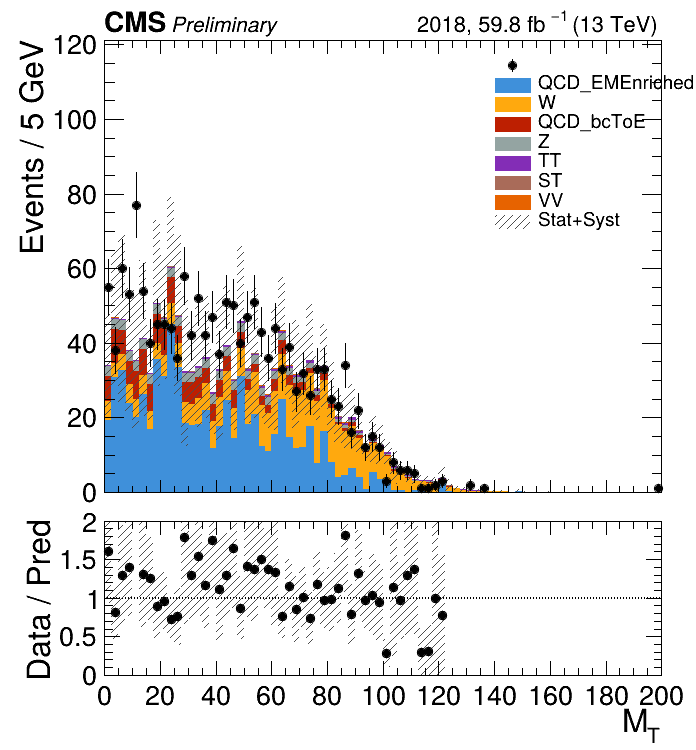 CMS Preliminary 2018, 59.8 fb⁻¹ (13 TeV)
Events / 5 GeV
120
100
80
60
40
20
0
QCD_EMEnriched
W
QCD_bcToE
Z
TT
ST
VV
Stat+Syst
Data / Pred
2
1.5
1
0.5
0
0 20 40 60 80 100 120 140 160 180 200
M_T